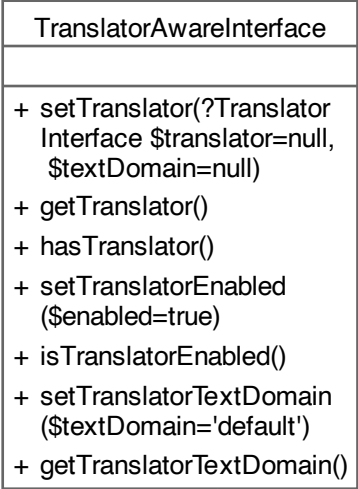 TranslatorAwareInterface
+ setTranslator(?Translator
Interface $translator=null,
$textDomain=null)
+ getTranslator()
+ hasTranslator()
+ setTranslatorEnabled
($enabled=true)
+ isTranslatorEnabled()
+ setTranslatorTextDomain
($textDomain='default')
+ getTranslatorTextDomain()